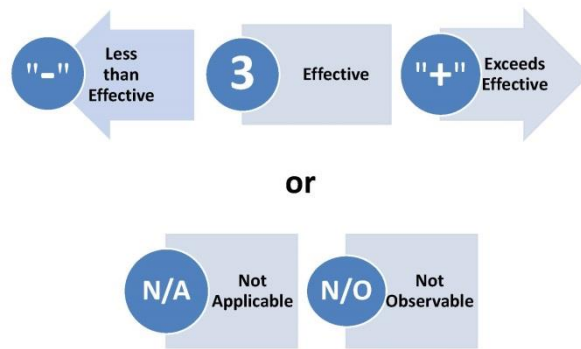 "-"
Less
than
Effective
3
Effective
"+"
Exceeds
Effective
or
N/A
Not
Applicable
N/O
Not
Observable